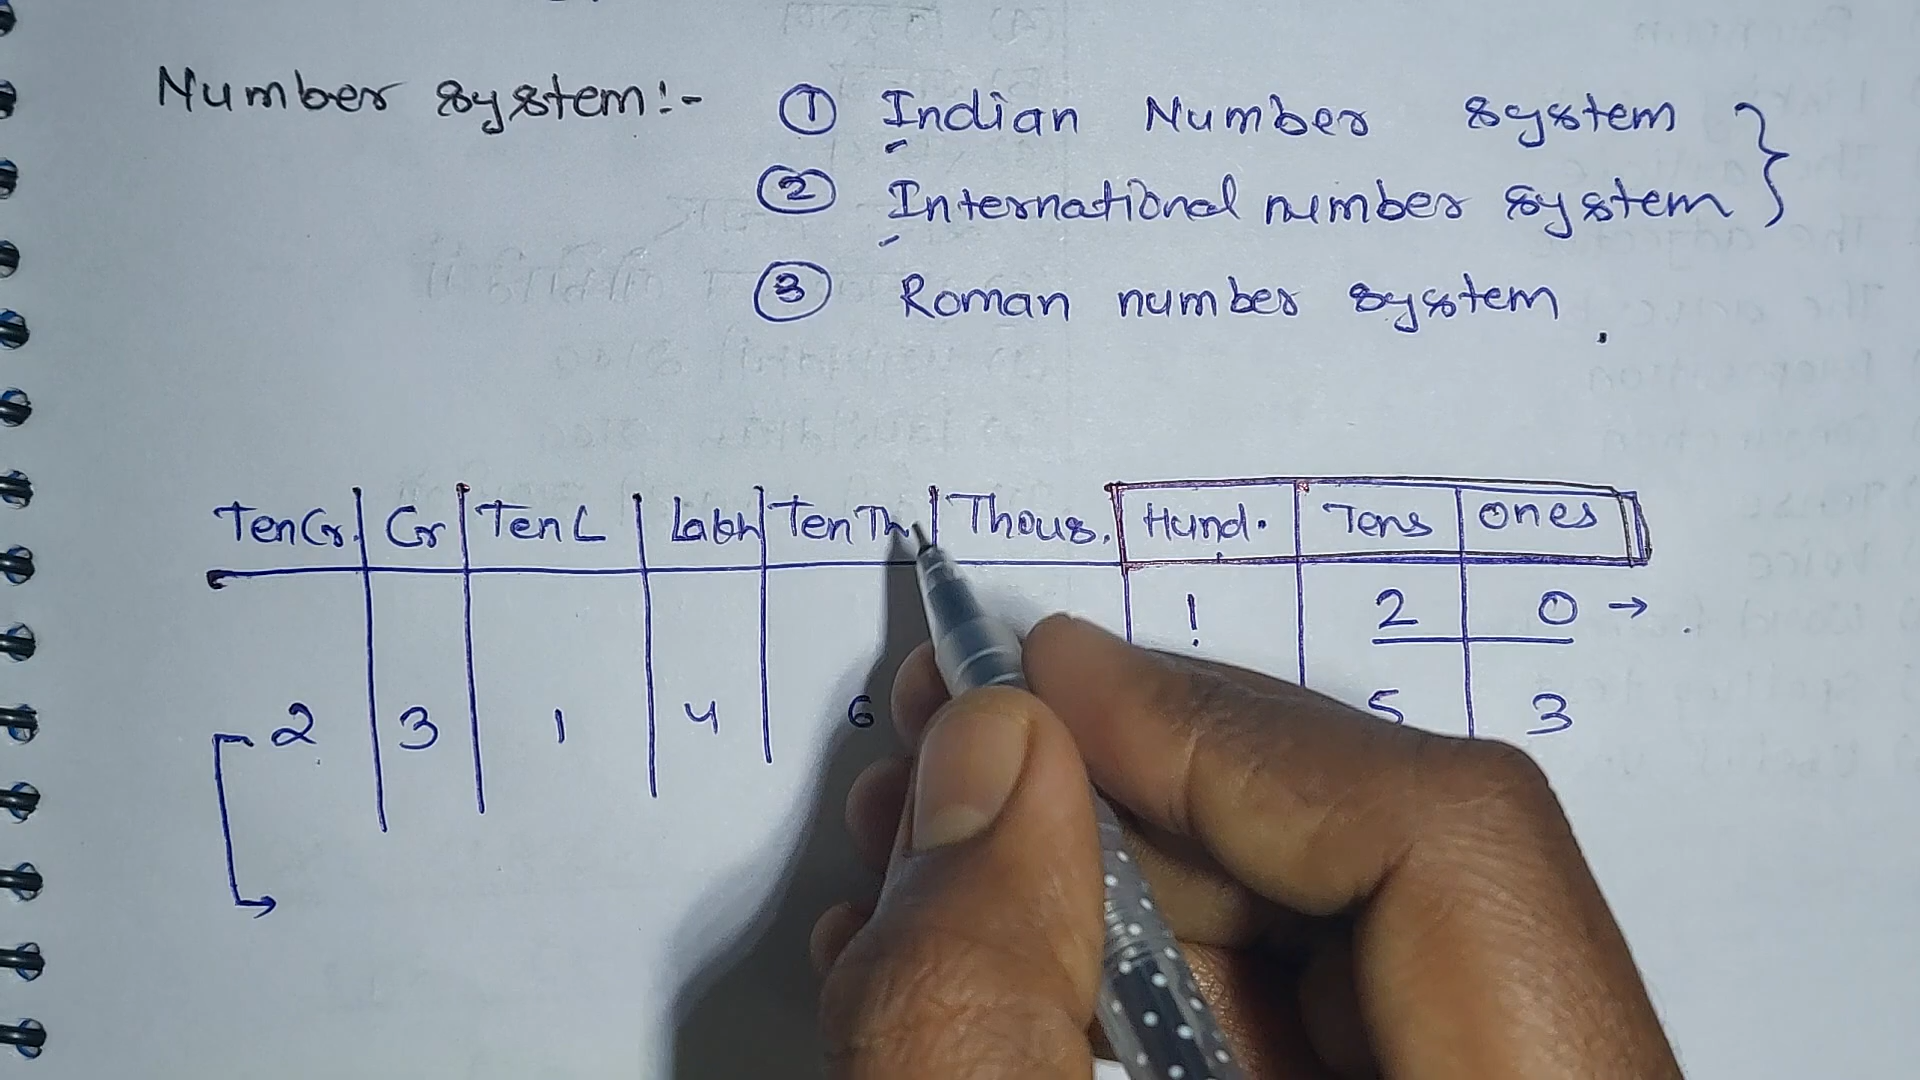 Number system:-
① Indian Number system
② International number system
③ Roman number system
Ten Cr. Cr Ten L Lakh Ten Th. Thous. Hund. Tens Ones
1 2 0 →
2 3 1 4 6 5 3